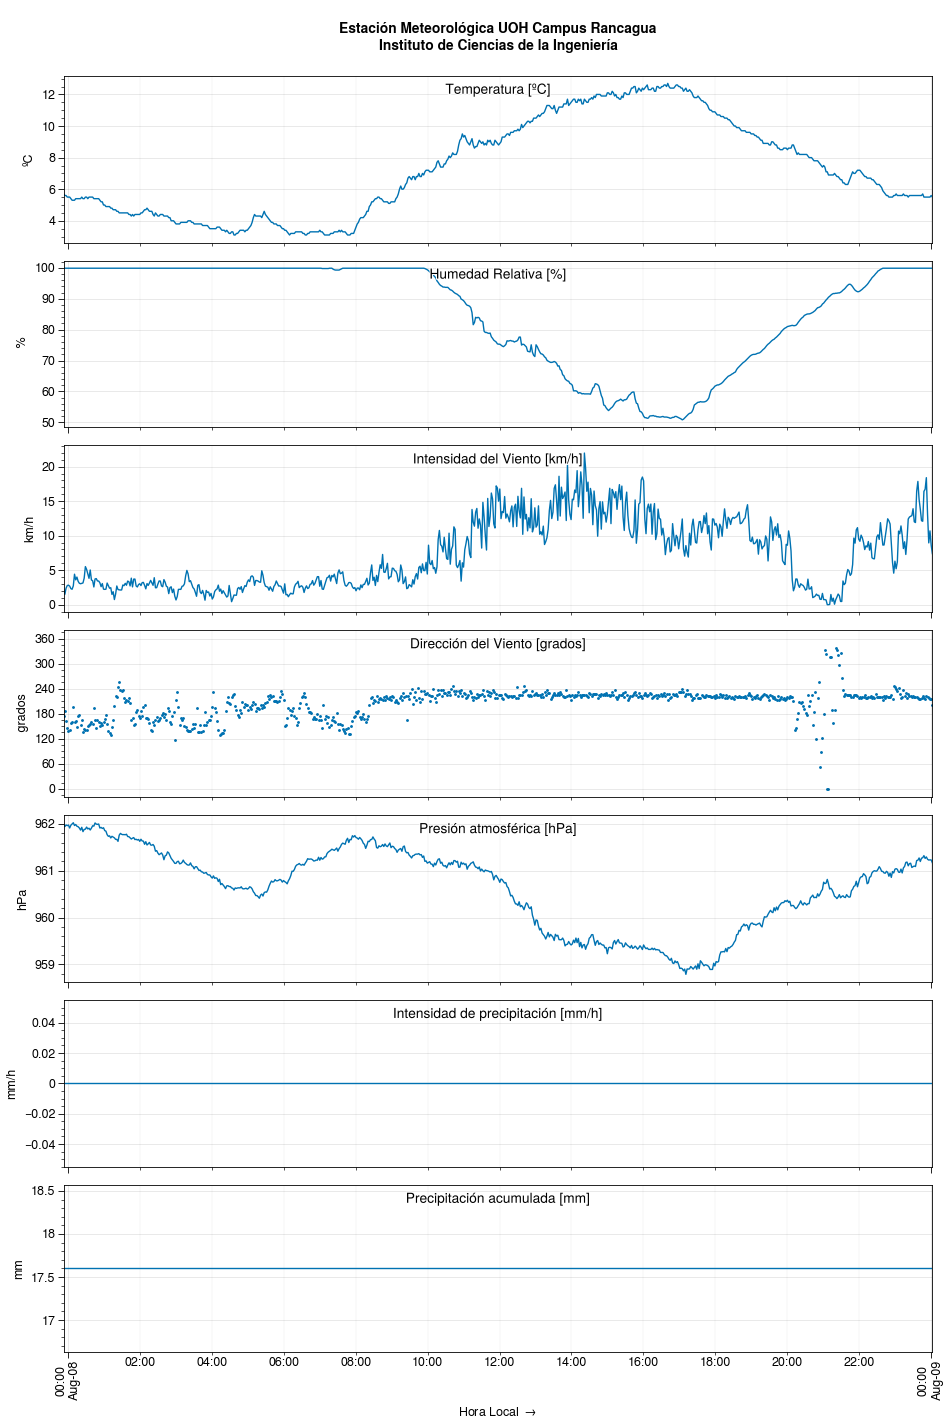 Estación Meteorológica UOH Campus Rancagua
Instituto de Ciencias de la Ingeniería
Temperatura [ºC]
ºC
12
10
8
6
4
Humedad Relativa [%]
%
100
90
80
70
60
50
Intensidad del Viento [km/h]
km/h
20
15
10
5
0
Dirección del Viento [grados]
grados
360
300
240
180
120
60
0
Presión atmosférica [hPa]
hPa
962
961
960
959
Intensidad de precipitación [mm/h]
mm/h
0.04
0.02
0
−0.02
−0.04
Precipitación acumulada [mm]
mm
18.5
18
17.5
17
00:00
Aug-08
02:00
04:00
06:00
08:00
10:00
12:00
14:00
16:00
18:00
20:00
22:00
00:00
Aug-09
Hora Local →